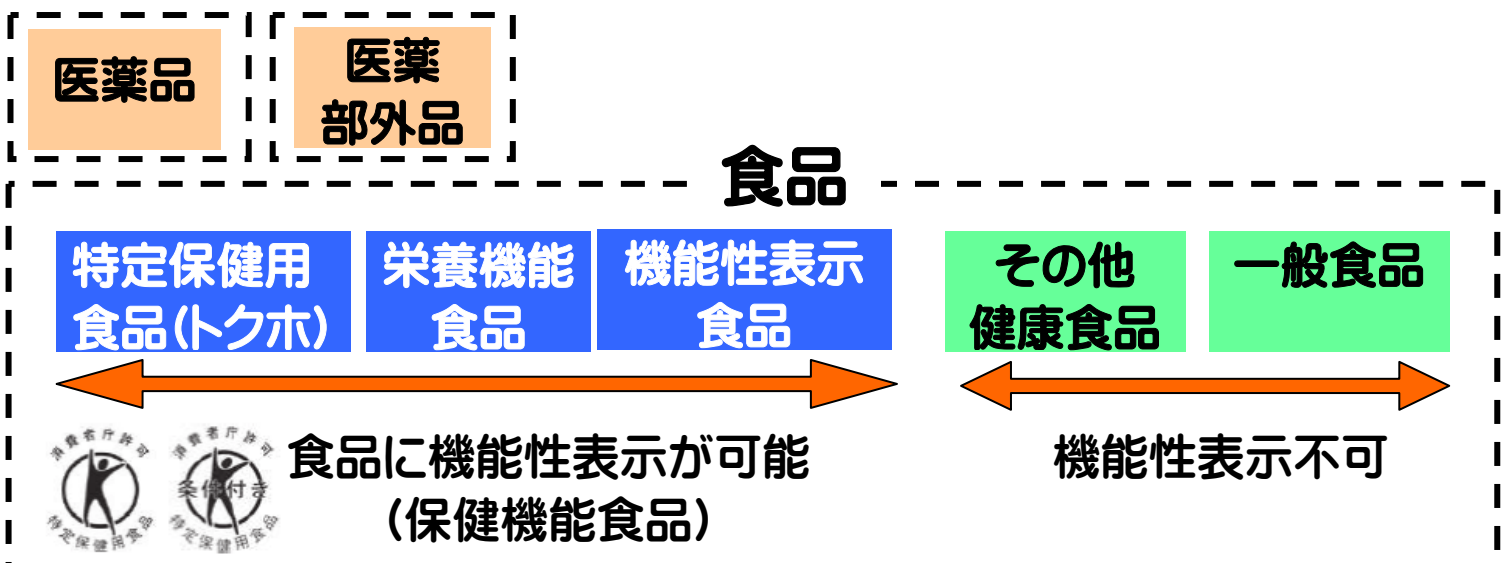 医薬品
医薬
部外品
食品
特定保健用
食品(トクホ)
栄養機能
食品
機能性表示
食品
その他
健康食品
一般食品
消費者庁許可
特定保健用食品
消費者庁許可
条件付き
特定保健用食品
食品に機能性表示が可能
(保健機能食品)
機能性表示不可